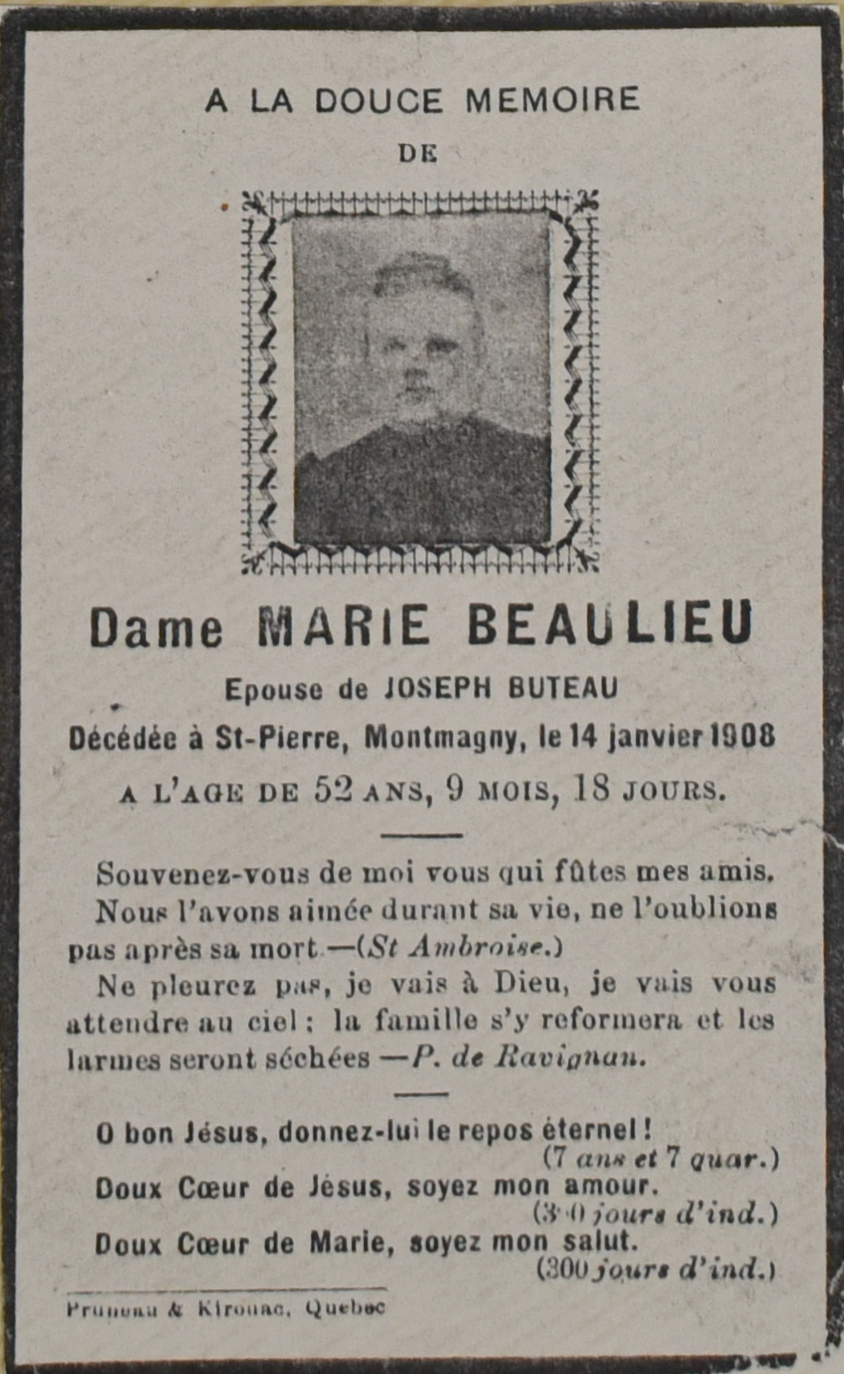 A LA DOUCE MEMOIRE
DE
Dame MARIE BEAULIEU
Epouse de JOSEPH BUTEAU
Décédée à St-Pierre, Montmagny, le 14 janvier 1908
A L'AGE DE 52 ANS, 9 MOIS, 18 JOURS.
Souvenez-vous de moi vous qui fûtes mes amis.
Nous l'avons aimée durant sa vie, ne l'oublions
pas après sa mort.—(St Ambroise.)
Ne pleurez pas, je vais à Dieu, je vais vous
attendre au ciel : la famille s'y reformera et les
larmes seront séchées —P. de Ravignan.
O bon Jésus, donnez-lui le repos éternel !
(7 ans et 7 quar.)
Doux Cœur de Jésus, soyez mon amour.
(300 jours d'ind.)
Doux Cœur de Marie, soyez mon salut.
(300 jours d'ind.)
Pruneau & Kirouac, Quebec